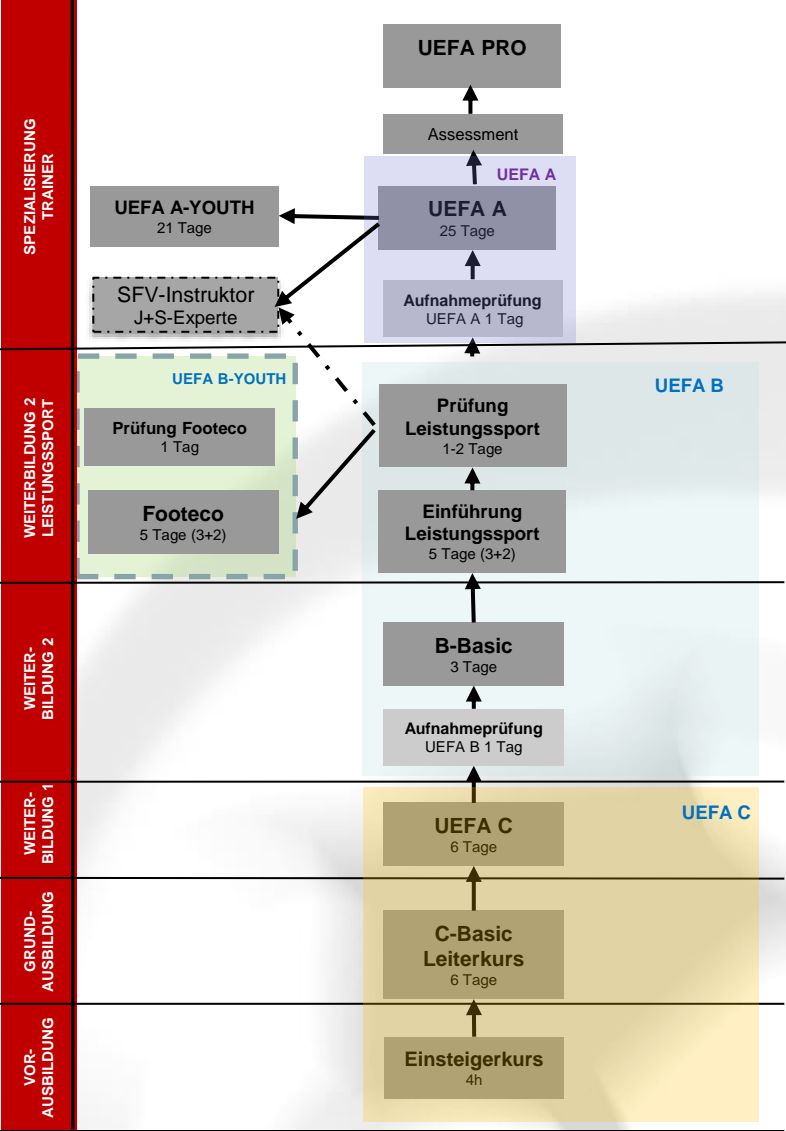 SPEZIALISIERUNG
TRAINER
UEFA PRO
Assessment
UEFA A
UEFA A
25 Tage
UEFA A-YOUTH
21 Tage
SFV-Instruktor
J+S-Experte
Aufnahmeprüfung
UEFA A 1 Tag
WEITERBILDUNG 2
LEISTUNGSSPORT
UEFA B-YOUTH
Prüfung Footeco
1 Tag
Footeco
5 Tage (3+2)
UEFA B
Prüfung
Leistungssport
1-2 Tage
Einführung
Leistungssport
5 Tage (3+2)
WEITER-
BILDUNG 2
B-Basic
3 Tage
Aufnahmeprüfung
UEFA B 1 Tag
WEITER-
BILDUNG 1
UEFA C
UEFA C
6 Tage
GRUND-
AUSBILDUNG
C-Basic
Leiterkurs
6 Tage
VOR-
AUSBILDUNG
Einsteigerkurs
4h